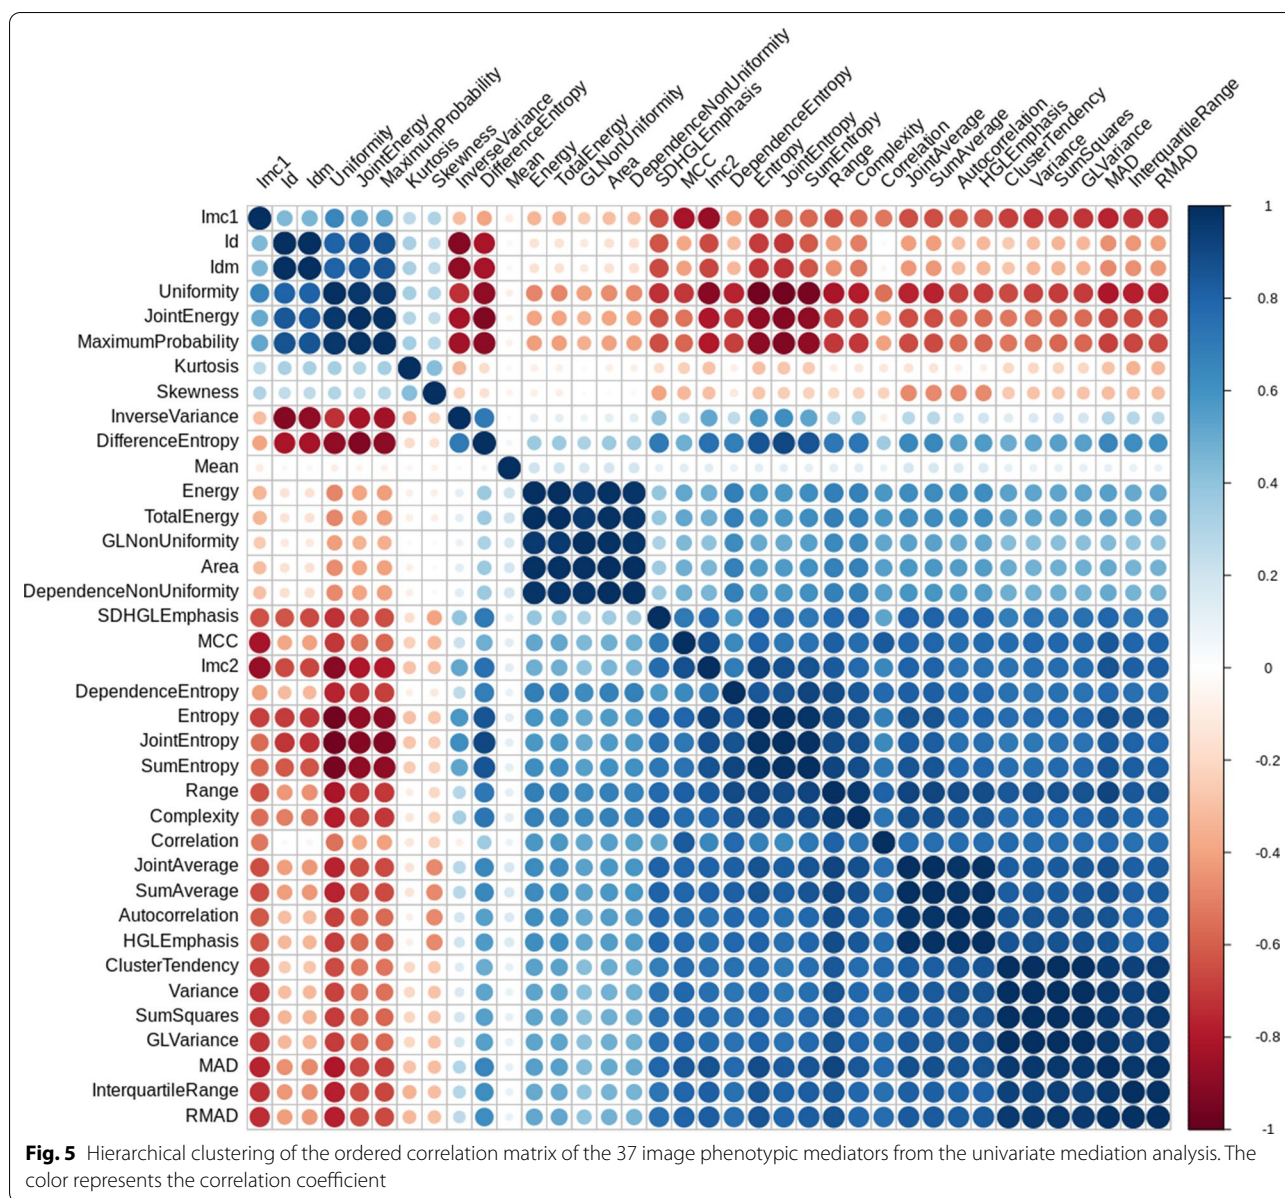 Imc1
Id
Idm
Uniformity
JointEnergy
MaximumProbability
Kurtosis
Skewness
InverseVariance
DifferenceEntropy
Mean
Energy
TotalEnergy
GLNonUniformity
Area
DependenceNonUniformity
SDHGLEmphasis
MCC
Imc2
DependenceEntropy
Entropy
JointEntropy
SumEntropy
Range
Complexity
Correlation
JointAverage
SumAverage
Autocorrelation
HGLEmphasis
ClusterTendency
Variance
SumSquares
GLVariance
MAD
InterquartileRange
RMAD
Imc1
Id
Idm
Uniformity
JointEnergy
MaximumProbability
Kurtosis
Skewness
InverseVariance
DifferenceEntropy
Mean
Energy
TotalEnergy
GLNonUniformity
Area
DependenceNonUniformity
SDHGLEmphasis
MCC
Imc2
DependenceEntropy
Entropy
JointEntropy
SumEntropy
Range
Complexity
Correlation
JointAverage
SumAverage
Autocorrelation
HGLEmphasis
ClusterTendency
Variance
SumSquares
GLVariance
MAD
InterquartileRange
RMAD
1
0.8
0.6
0.4
0.2
0
-0.2
-0.4
-0.6
-0.8
-1
Fig. 5 Hierarchical clustering of the ordered correlation matrix of the 37 image phenotypic mediators from the univariate mediation analysis. The
color represents the correlation coefficient